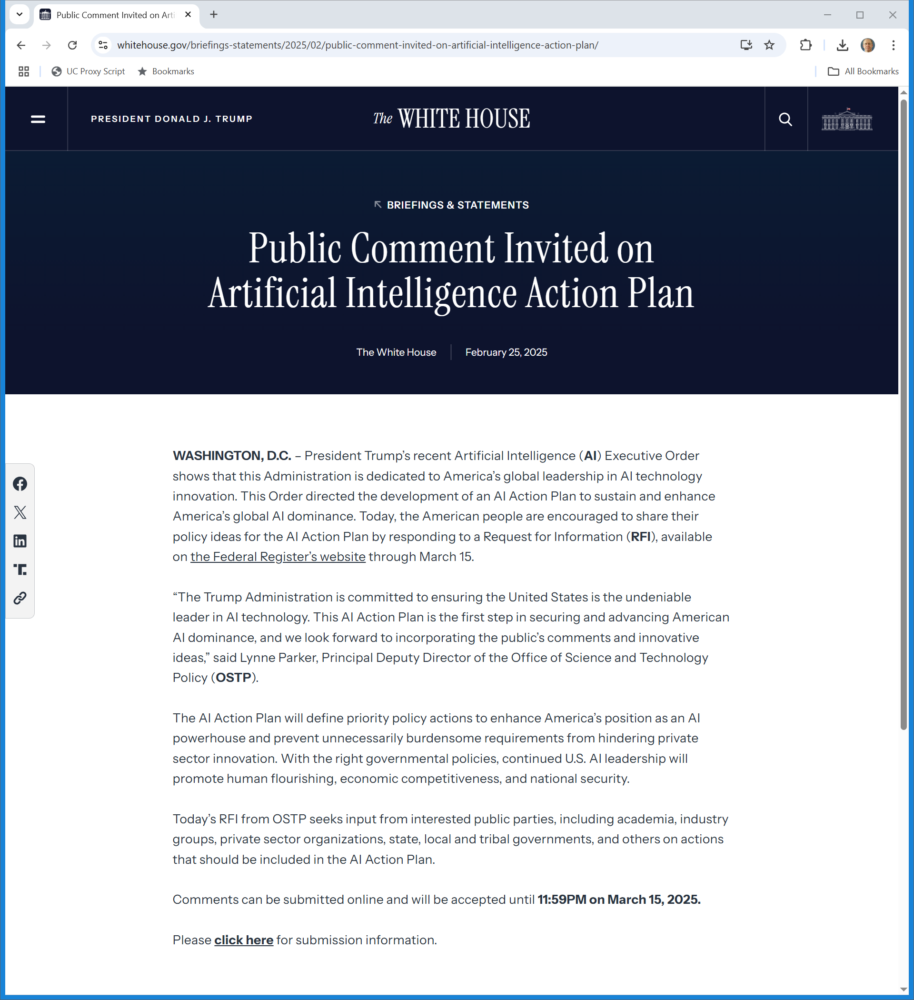 Public Comment Invited on Arti
whitehouse.gov/briefings-statements/2025/02/public-comment-invited-on-artificial-intelligence-action-plan/
UC Proxy Script
Bookmarks
All Bookmarks
PRESIDENT DONALD J. TRUMP
The WHITE HOUSE
BRIEFINGS & STATEMENTS
Public Comment Invited on
Artificial Intelligence Action Plan
The White House
February 25, 2025
WASHINGTON, D.C. – President Trump’s recent Artificial Intelligence (AI) Executive Order
shows that this Administration is dedicated to America’s global leadership in AI technology
innovation. This Order directed the development of an AI Action Plan to sustain and enhance
America’s global AI dominance. Today, the American people are encouraged to share their
policy ideas for the AI Action Plan by responding to a Request for Information (RFI), available
on the Federal Register’s website through March 15.
“The Trump Administration is committed to ensuring the United States is the undeniable
leader in AI technology. This AI Action Plan is the first step in securing and advancing American
AI dominance, and we look forward to incorporating the public’s comments and innovative
ideas,” said Lynne Parker, Principal Deputy Director of the Office of Science and Technology
Policy (OSTP).
The AI Action Plan will define priority policy actions to enhance America’s position as an AI
powerhouse and prevent unnecessarily burdensome requirements from hindering private
sector innovation. With the right governmental policies, continued U.S. AI leadership will
promote human flourishing, economic competitiveness, and national security.
Today’s RFI from OSTP seeks input from interested public parties, including academia, industry
groups, private sector organizations, state, local and tribal governments, and others on actions
that should be included in the AI Action Plan.
Comments can be submitted online and will be accepted until 11:59PM on March 15, 2025.
Please click here for submission information.